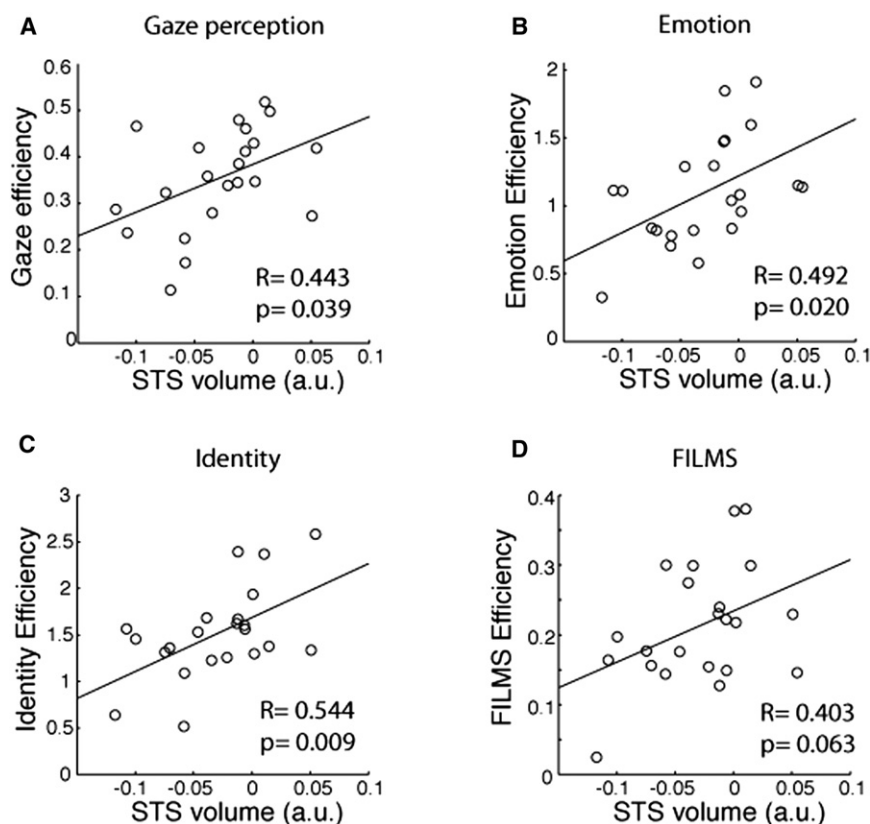 A Gaze perception
0.6
0.5
0.4
0.3
0.2
0.1
0
Gaze efficiency
R= 0.443
p= 0.039
-0.1 -0.05 0 0.05 0.1
STS volume (a.u.)
B Emotion
2
1.5
1
0.5
0
Emotion Efficiency
R= 0.492
p= 0.020
-0.1 -0.05 0 0.05 0.1
STS volume (a.u.)
C Identity
3
2.5
2
1.5
1
0.5
0
Identity Efficiency
R= 0.544
p= 0.009
-0.1 -0.05 0 0.05 0.1
STS volume (a.u.)
D FILMS
0.4
0.3
0.2
0.1
0
FILMS Efficiency
R= 0.403
p= 0.063
-0.1 -0.05 0 0.05 0.1
STS volume (a.u.)